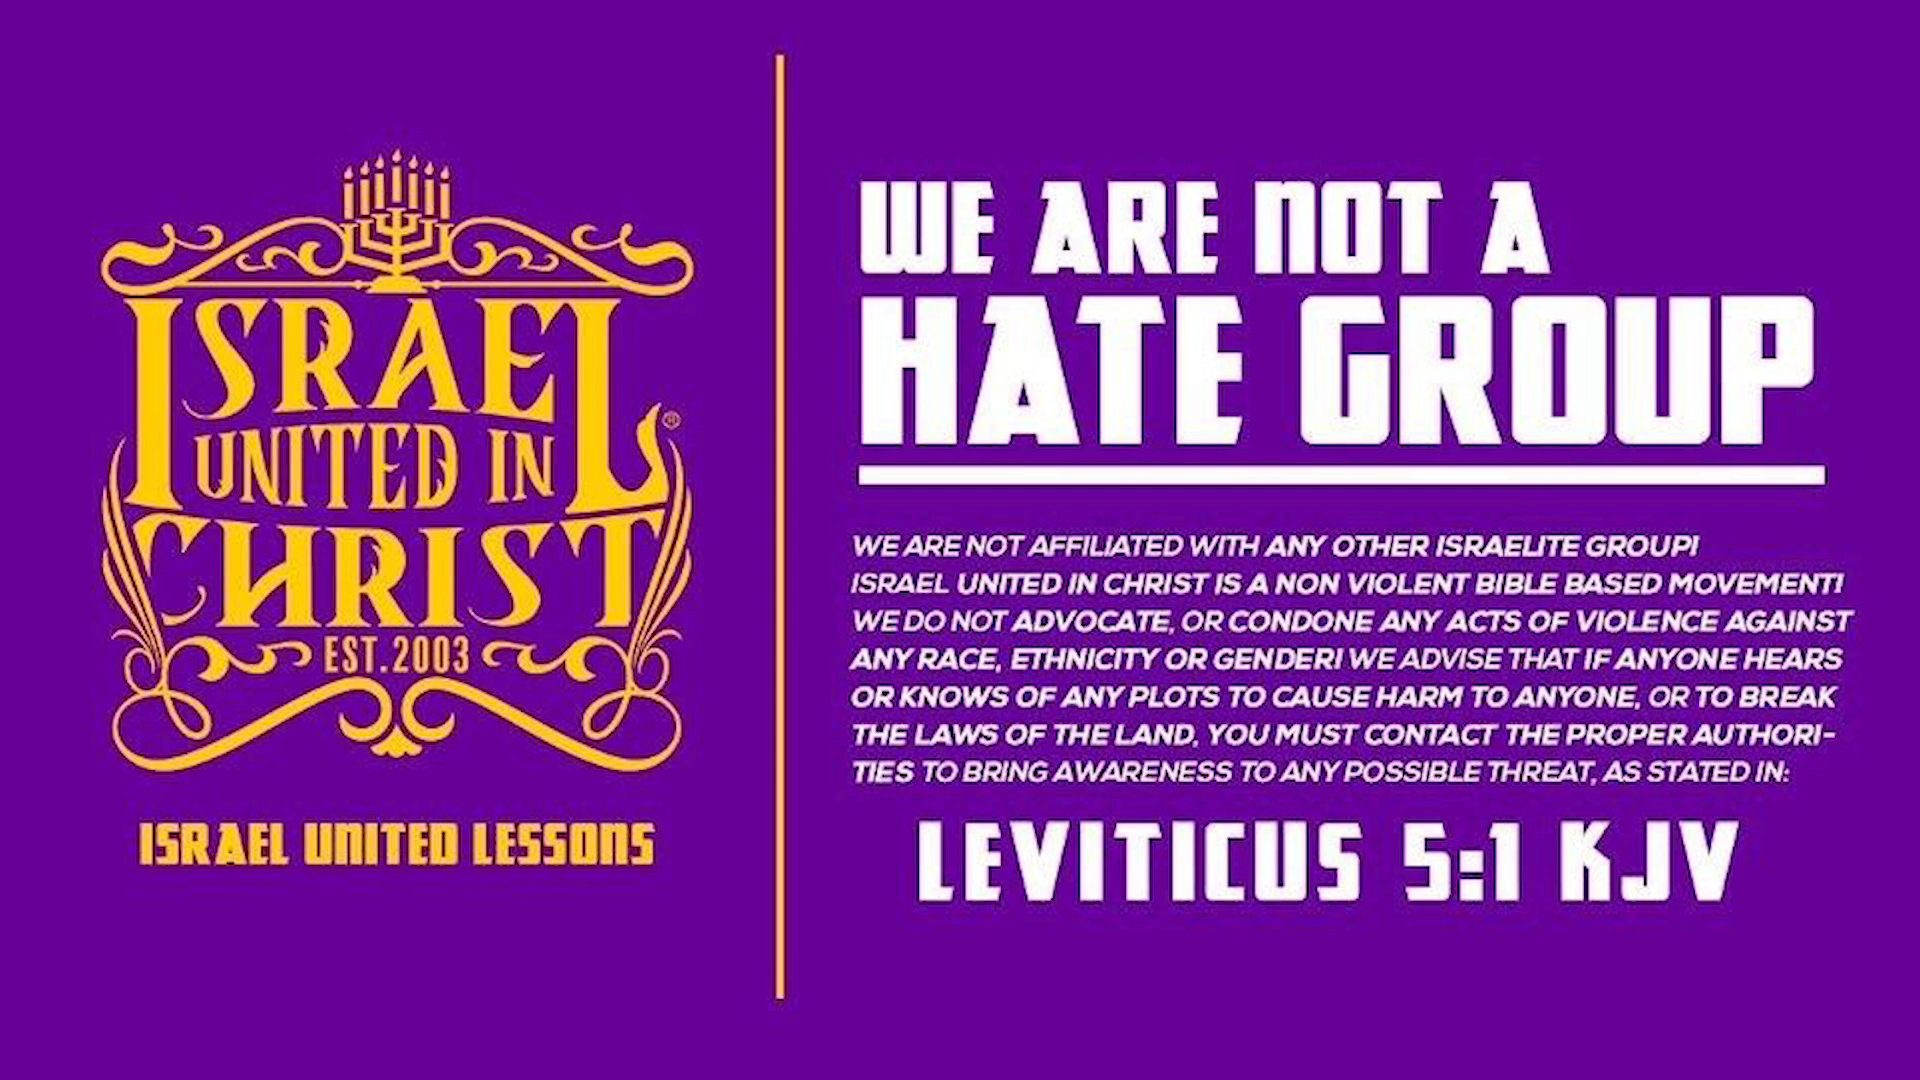 ISRAEL
UNITED IN
CHRIST
®
EST.2003
ISRAEL UNITED LESSONS
WE ARE NOT A
HATE GROUP
WE ARE NOT AFFILIATED WITH ANY OTHER ISRAELITE GROUP!
ISRAEL UNITED IN CHRIST IS A NON VIOLENT BIBLE BASED MOVEMENT!
WE DO NOT ADVOCATE, OR CONDONE ANY ACTS OF VIOLENCE AGAINST
ANY RACE, ETHNICITY OR GENDER! WE ADVISE THAT IF ANYONE HEARS
OR KNOWS OF ANY PLOTS TO CAUSE HARM TO ANYONE, OR TO BREAK
THE LAWS OF THE LAND, YOU MUST CONTACT THE PROPER AUTHORI-
TIES TO BRING AWARENESS TO ANY POSSIBLE THREAT, AS STATED IN:
LEVITICUS 5:1 KJV